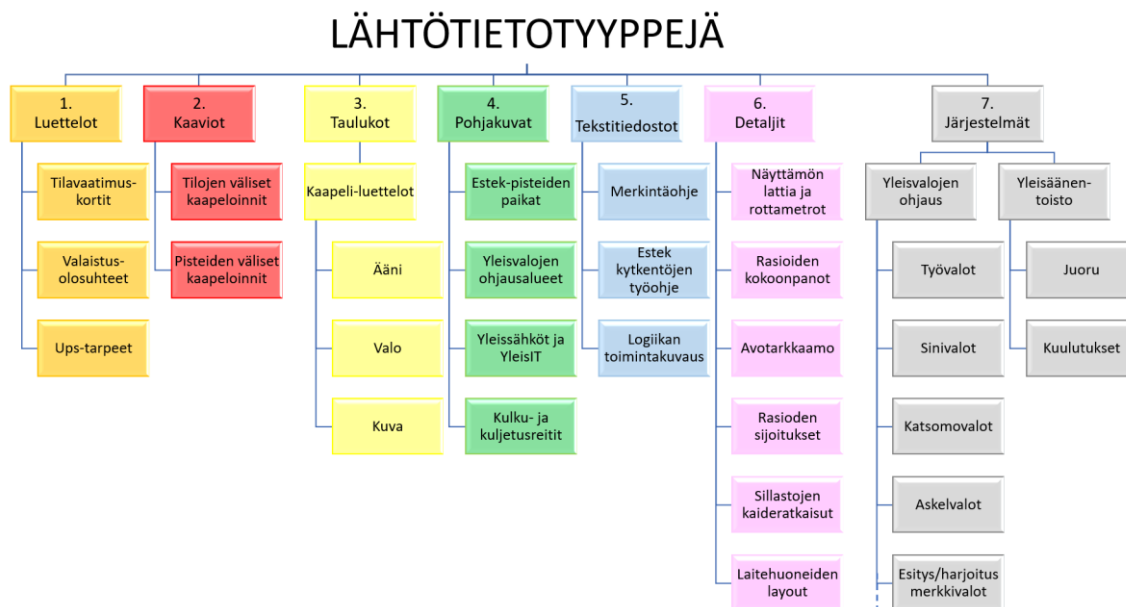 LÄHTÖTIETOTYYPPEJÄ
1.
Luettelot
Tilavaatimus-
kortit
Valaistus-
olosuhteet
Ups-tarpeet
2.
Kaaviot
Tilojen väliset
kaapeloinnit
Pisteiden väliset
kaapeloinnit
3.
Taulukot
Kaapeli-luettelot
Ääni
Valo
Kuva
4.
Pohjakuvat
Estek-pisteiden
paikat
Yleisvalojen
ohjausalueet
Yleissähköt ja
YleisIT
Kulku- ja
kuljetusreitit
5.
Tekstitiedostot
Merkintäohje
Estek
kytkentöjen
työohje
Logiikan
toimintakuvaus
6.
Detaljit
Näyttämön
lattia ja
rottametrot
Rasioiden
kokoonpanot
Avotarkkaamo
Rasioden
sijoitukset
Sillastojen
kaideratkaisut
Laitehuoneiden
layout
7.
Järjestelmät
Yleisvalojen
ohjaus
Työvalot
Sinivalot
Katsomovalot
Askelvalot
Esitys/harjoitus
merkkivalot
Yleisäänen-
toisto
Juoru
Kuulutukset